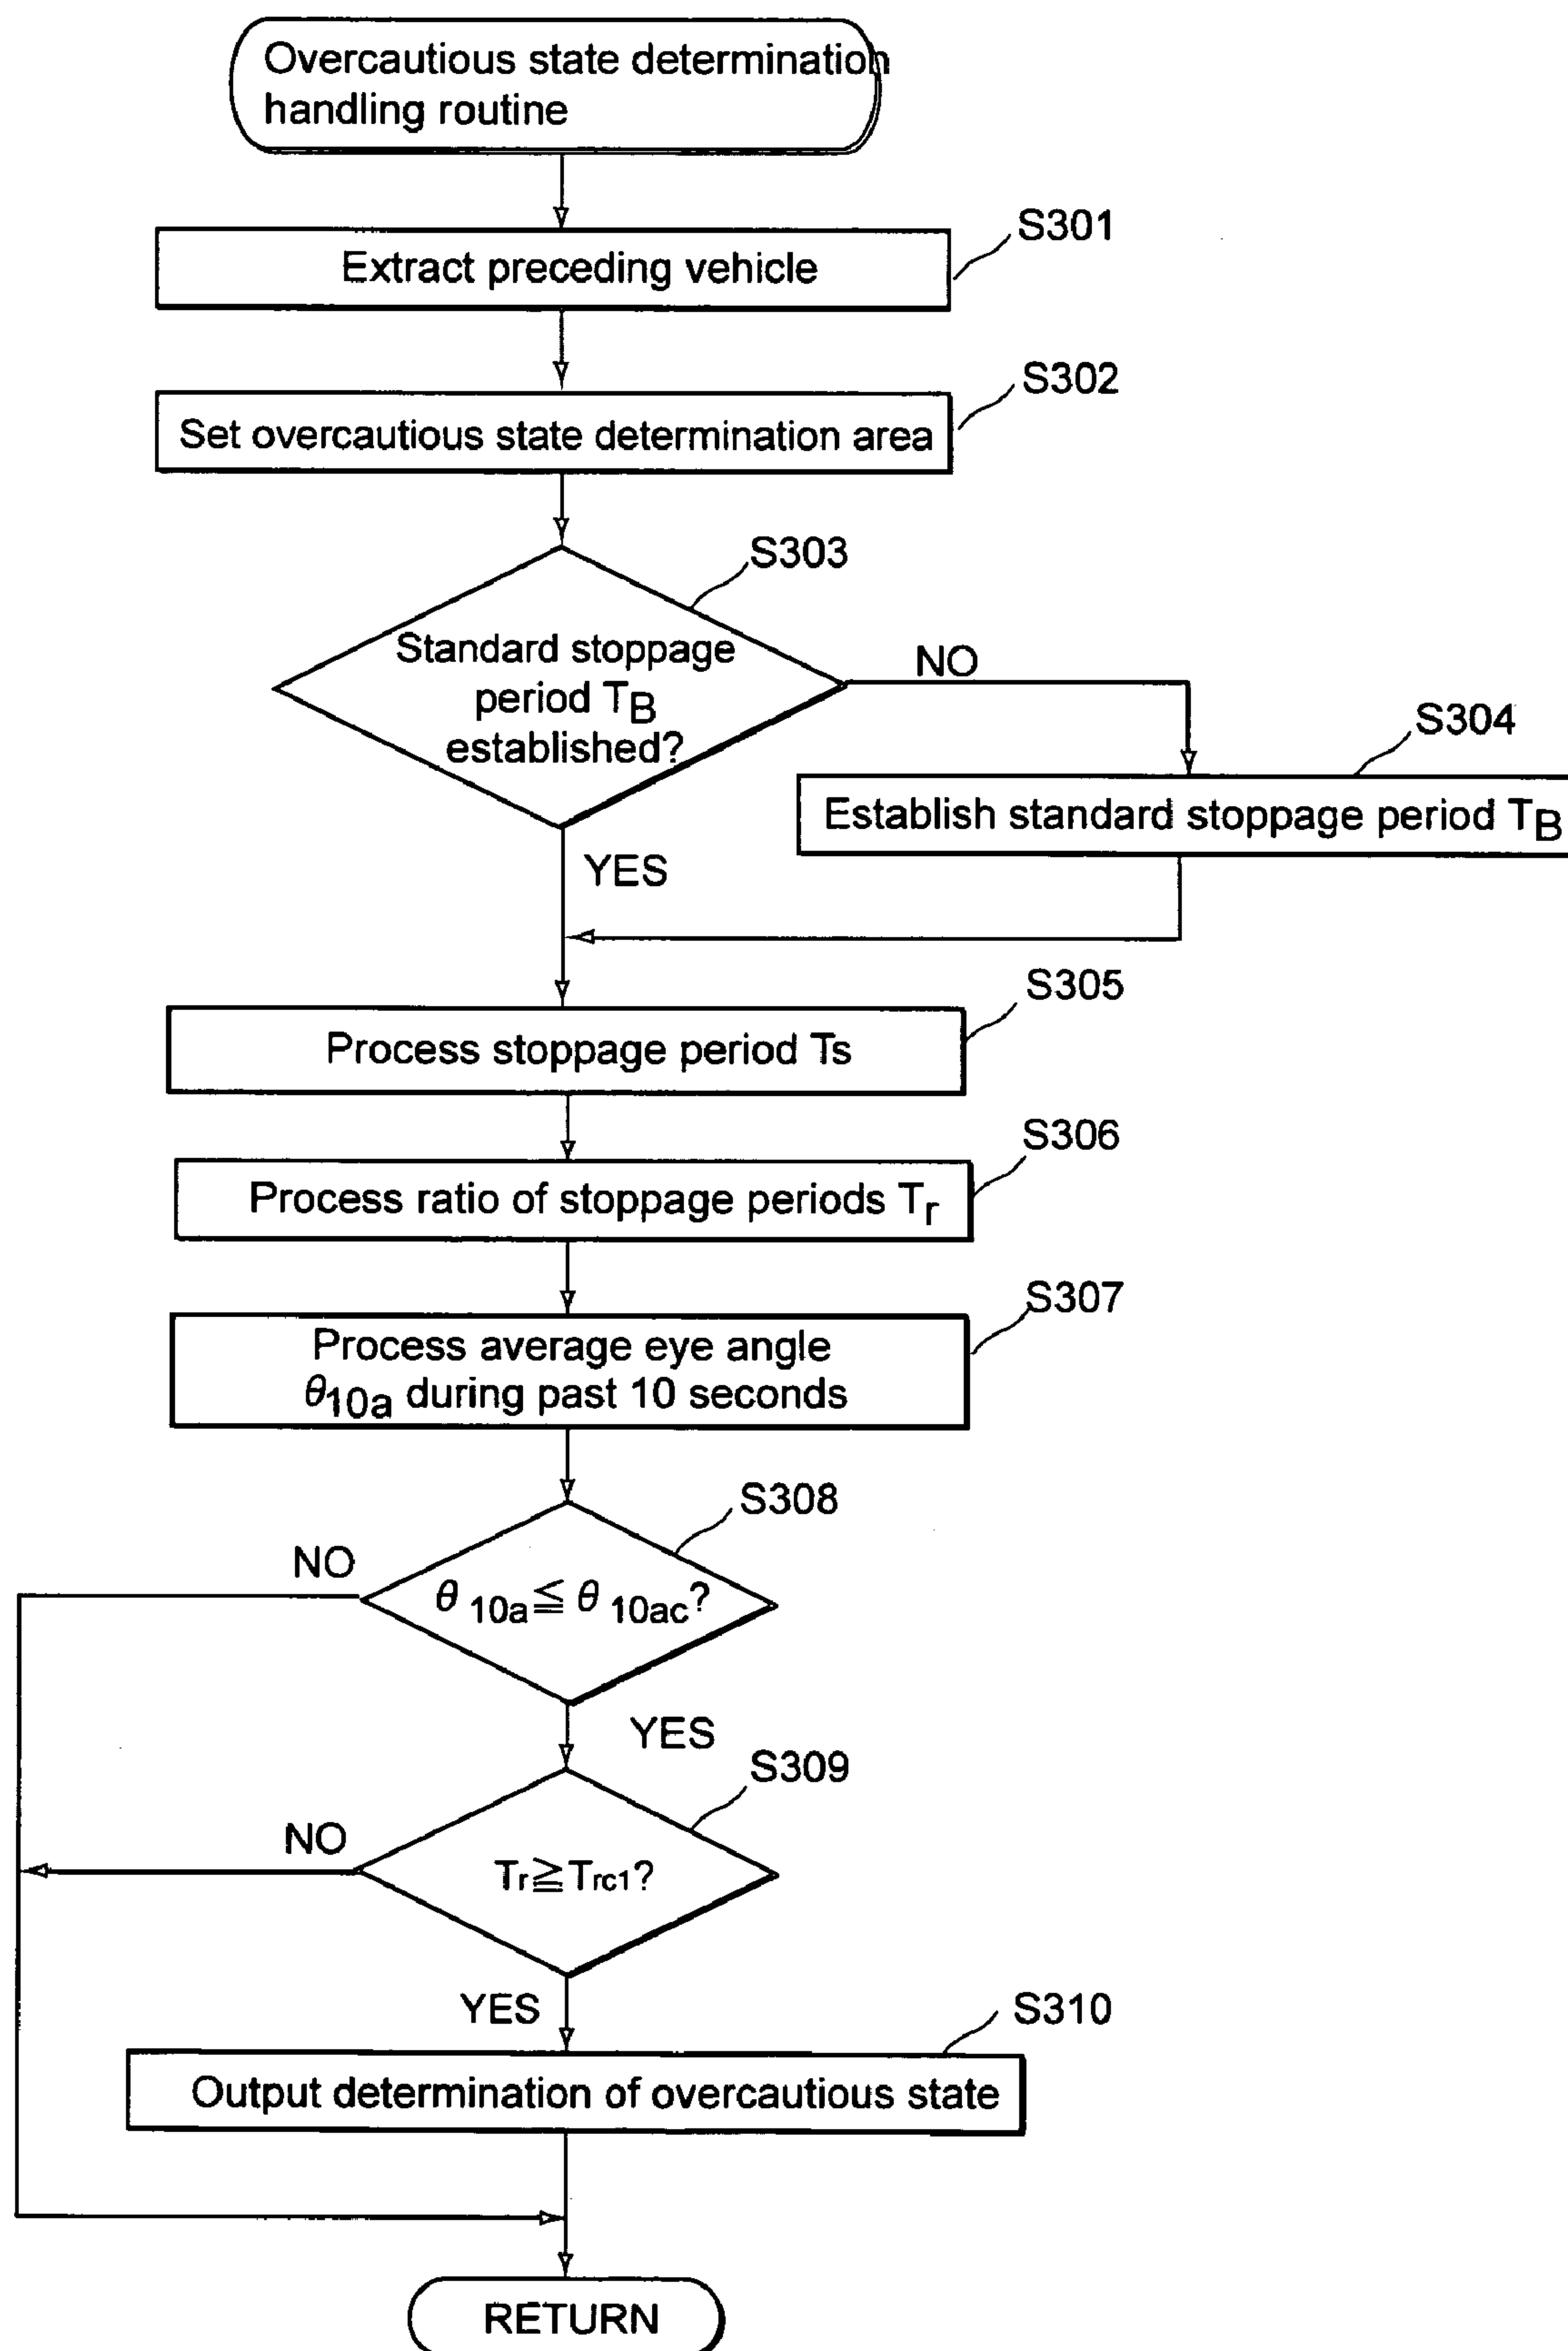 Overcautious state determination
handling routine
S301
Extract preceding vehicle
S302
Set overcautious state determination area
S303
Standard stoppage
period TB
established?
NO
S304
Establish standard stoppage period TB
YES
S305
Process stoppage period Ts
S306
Process ratio of stoppage periods Tr
S307
Process average eye angle
θ10a during past 10 seconds
S308
NO
θ 10a ≦ θ 10ac?
YES
S309
NO
Tr≧Trc1?
YES
S310
Output determination of overcautious state
RETURN